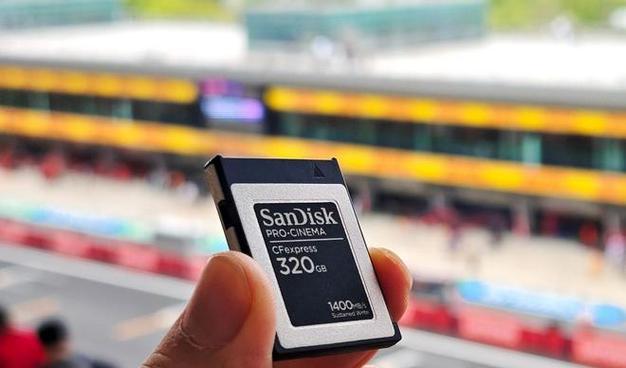 SanDisk
PRO-CINEMA
CFexpress
320GB
1400MB/s
Sustained Write